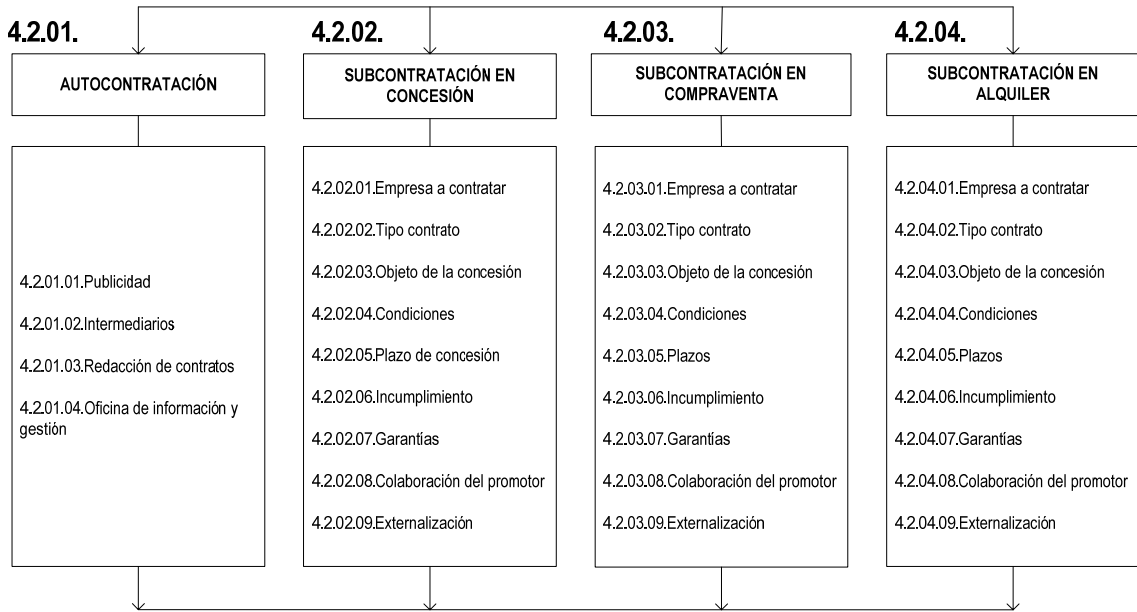 4.2.01.
AUTOCONTRATACIÓN
4.2.01.01.Publicidad
4.2.01.02.Intermediarios
4.2.01.03.Redacción de contratos
4.2.01.04.Oficina de información y
gestión
4.2.02.
SUBCONTRATACIÓN EN
CONCESIÓN
4.2.02.01.Empresa a contratar
4.2.02.02.Tipo contrato
4.2.02.03.Objeto de la concesión
4.2.02.04.Condiciones
4.2.02.05.Plazo de concesión
4.2.02.06.Incumplimiento
4.2.02.07.Garantías
4.2.02.08.Colaboración del promotor
4.2.02.09.Externalización
4.2.03.
SUBCONTRATACIÓN EN
COMPRAVENTA
4.2.03.01.Empresa a contratar
4.2.03.02.Tipo contrato
4.2.03.03.Objeto de la concesión
4.2.03.04.Condiciones
4.2.03.05.Plazos
4.2.03.06.Incumplimiento
4.2.03.07.Garantías
4.2.03.08.Colaboración del promotor
4.2.03.09.Externalización
4.2.04.
SUBCONTRATACIÓN EN
ALQUILER
4.2.04.01.Empresa a contratar
4.2.04.02.Tipo contrato
4.2.04.03.Objeto de la concesión
4.2.04.04.Condiciones
4.2.04.05.Plazos
4.2.04.06.Incumplimiento
4.2.04.07.Garantías
4.2.04.08.Colaboración del promotor
4.2.04.09.Externalización